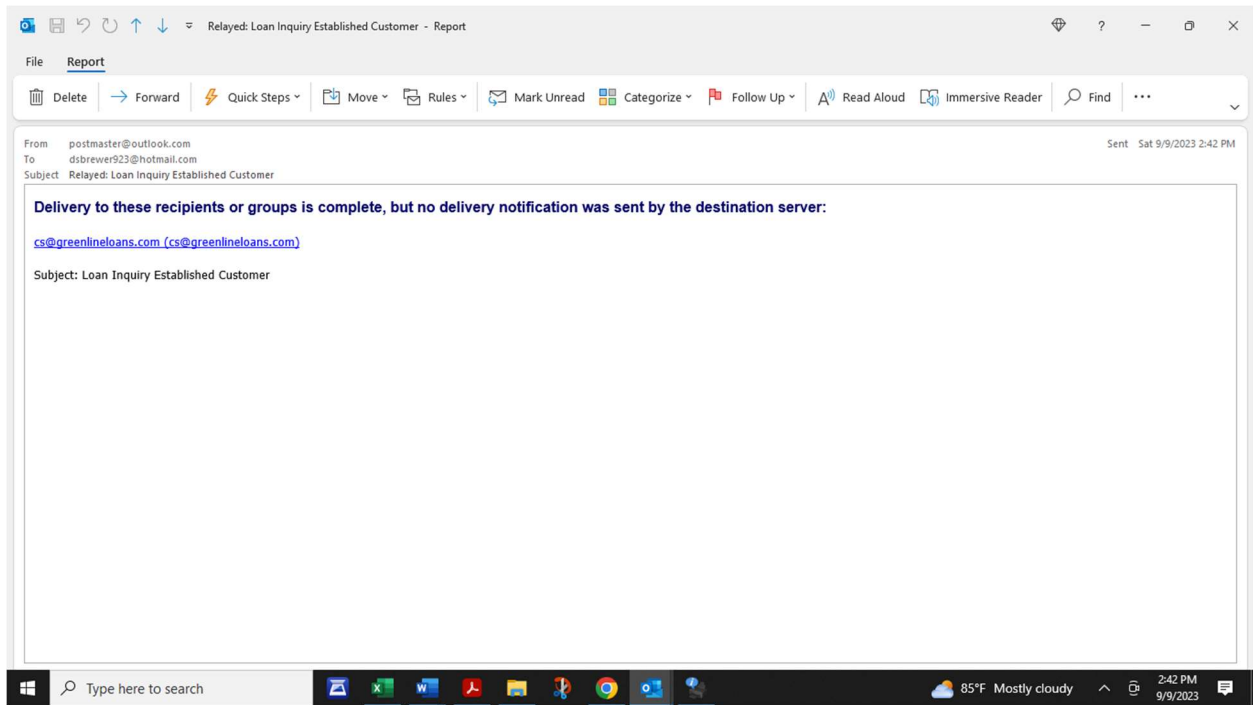 Relayed: Loan Inquiry Established Customer - Report
File Report
Delete Forward Quick Steps Move Rules Mark Unread Categorize Follow Up Read Aloud Immersive Reader Find
From postmaster@outlook.com Sent Sat 9/9/2023 2:42 PM
To dsbrewer923@hotmail.com
Subject Relayed: Loan Inquiry Established Customer
Delivery to these recipients or groups is complete, but no delivery notification was sent by the destination server:
cs@greenlineloans.com (cs@greenlineloans.com)
Subject: Loan Inquiry Established Customer
Type here to search 85°F Mostly cloudy 2:42 PM
9/9/2023